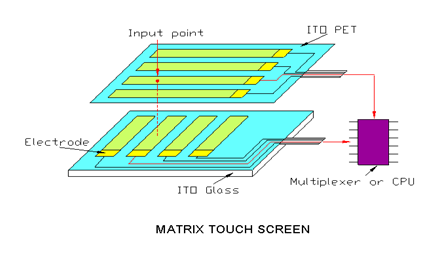 ITO PET
Input point
Electrode
ITO Glass
Multiplexer or CPU
MATRIX TOUCH SCREEN